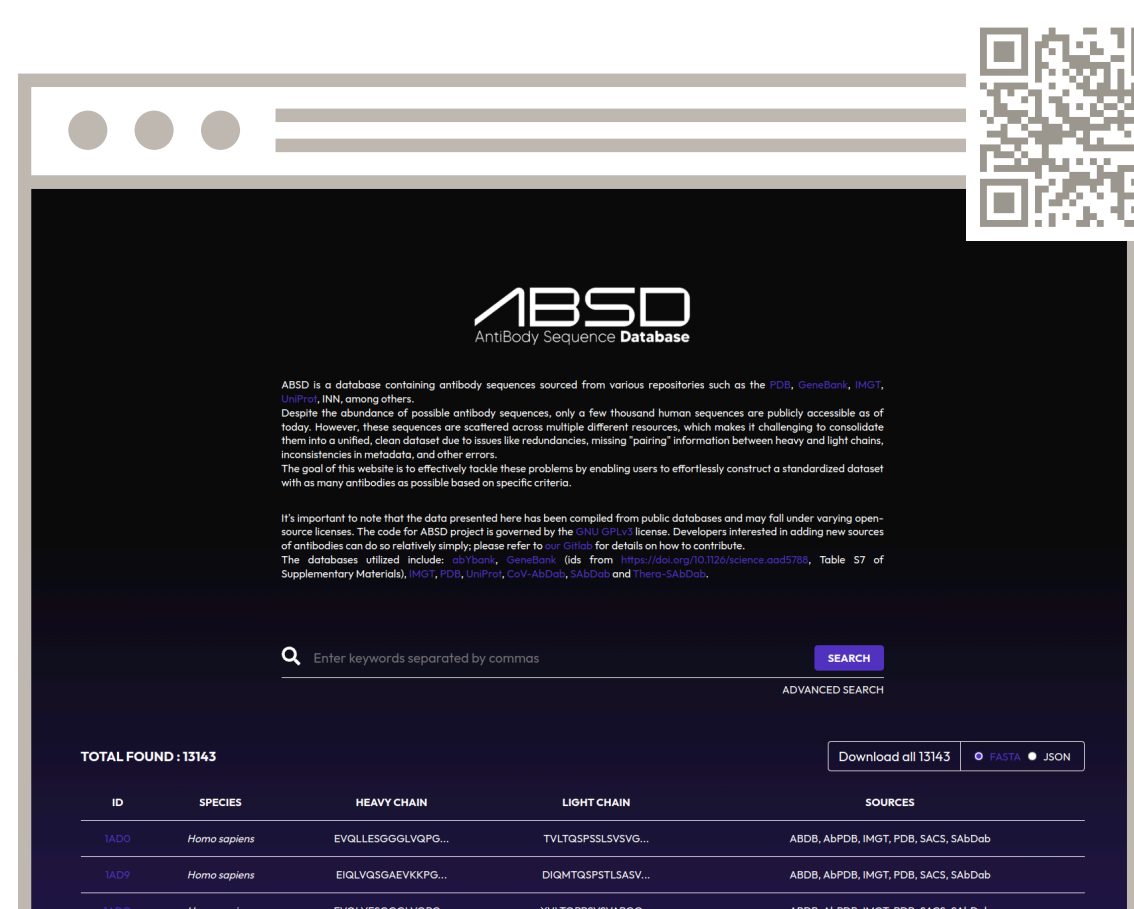 ABSD
AntiBody Sequence Database
ABSD is a database containing antibody sequences sourced from various repositories such as the PDB, GeneBank, IMGT,
UniProt, INN, among others.
Despite the abundance of possible antibody sequences, only a few thousand human sequences are publicly accessible as of
today. However, these sequences are scattered across multiple different resources, which makes it challenging to consolidate
them into a unified, clean dataset due to issues like redundancies, missing "pairing" information between heavy and light chains,
inconsistencies in metadata, and other errors.
The goal of this website is to effectively tackle these problems by enabling users to effortlessly construct a standardized dataset
with as many antibodies as possible based on specific criteria.
It's important to note that the data presented here has been compiled from public databases and may fall under varying open-
source licenses. The code for ABSD project is governed by the GNU GPLv3 license. Developers interested in adding new sources
of antibodies can do so relatively simply; please refer to our Gitlab for details on how to contribute.
The databases utilized include: abYbank, GeneBank (ids from https://doi.org/10.1126/science.aad5788, Table S7 of
Supplementary Materials), IMGT, PDB, UniProt, CoV-AbDab, SAbDab and Thera-SAbDab.
Enter keywords separated by commas SEARCH
ADVANCED SEARCH
TOTAL FOUND : 13143 Download all 13143 FASTA JSON
ID SPECIES HEAVY CHAIN LIGHT CHAIN SOURCES
1AD0 Homo sapiens EVQLLESGGGLVQPG... TVLTQSPSSLSVSVG... ABDB, AbPDB, IMGT, PDB, SACS, SAbDab
1AD9 Homo sapiens EIQLVQSGAEVKKPG... DIQMTQSPSTLSASV... ABDB, AbPDB, IMGT, PDB, SACS, SAbDab